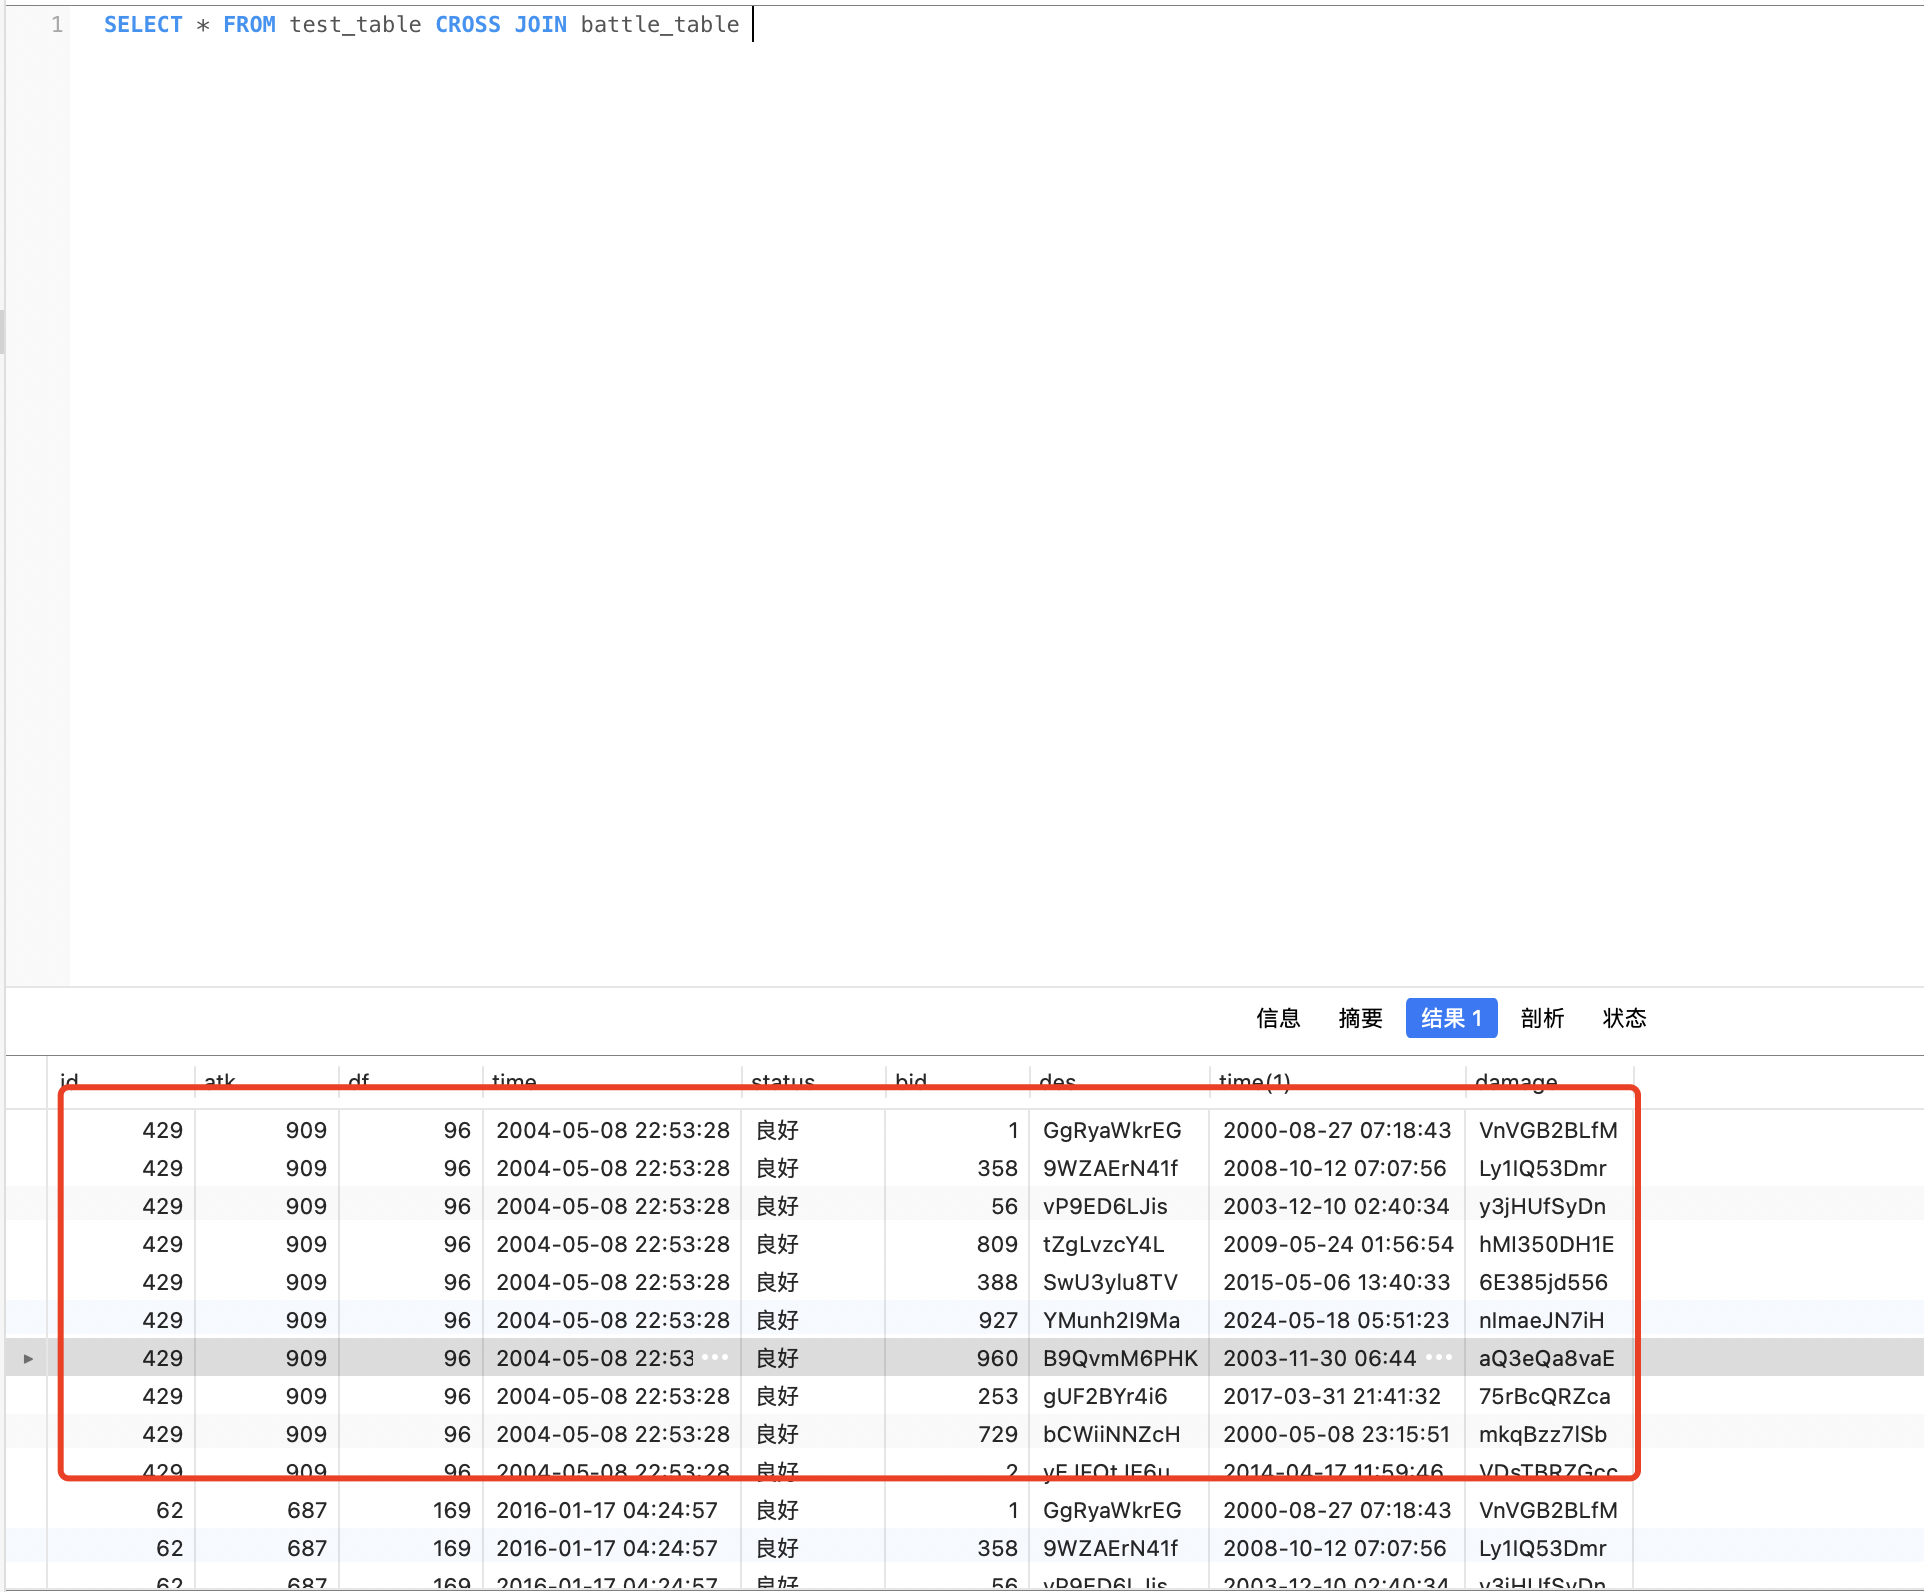 1 SELECT * FROM test_table CROSS JOIN battle_table
信息 摘要 结果 1 剖析 状态
id atk df time status bid des time(1) damage
429 909 96 2004-05-08 22:53:28 良好 1 GgRyaWkrEG 2000-08-27 07:18:43 VnVGB2BLfM
429 909 96 2004-05-08 22:53:28 良好 358 9WZAErN41f 2008-10-12 07:07:56 Ly1IQ53Dmr
429 909 96 2004-05-08 22:53:28 良好 56 vP9ED6LJis 2003-12-10 02:40:34 y3jHUfSyDn
429 909 96 2004-05-08 22:53:28 良好 809 tZgLvzcY4L 2009-05-24 01:56:54 hMI350DH1E
429 909 96 2004-05-08 22:53:28 良好 388 SwU3ylu8TV 2015-05-06 13:40:33 6E385jd556
429 909 96 2004-05-08 22:53:28 良好 927 YMunh2I9Ma 2024-05-18 05:51:23 nlmaeJN7iH
429 909 96 2004-05-08 22:53 ••• 良好 960 B9QvmM6PHK 2003-11-30 06:44 ••• aQ3eQa8vaE
429 909 96 2004-05-08 22:53:28 良好 253 gUF2BYr4i6 2017-03-31 21:41:32 75rBcQRZca
429 909 96 2004-05-08 22:53:28 良好 729 bCWiiNNZcH 2000-05-08 23:15:51 mkqBzz7lSb
429 909 96 2004-05-08 22:53:28 良好 2 2014-04-17 11:59:46 VDsTBRZGcc
62 687 169 2016-01-17 04:24:57 良好 1 GgRyaWkrEG 2000-08-27 07:18:43 VnVGB2BLfM
62 687 169 2016-01-17 04:24:57 良好 358 9WZAErN41f 2008-10-12 07:07:56 Ly1IQ53Dmr
62 687 169 2016-01-17 04:24:57 良好 56 vP9ED6LJis 2003-12-10 02:40:34 y3jHUfSyDn